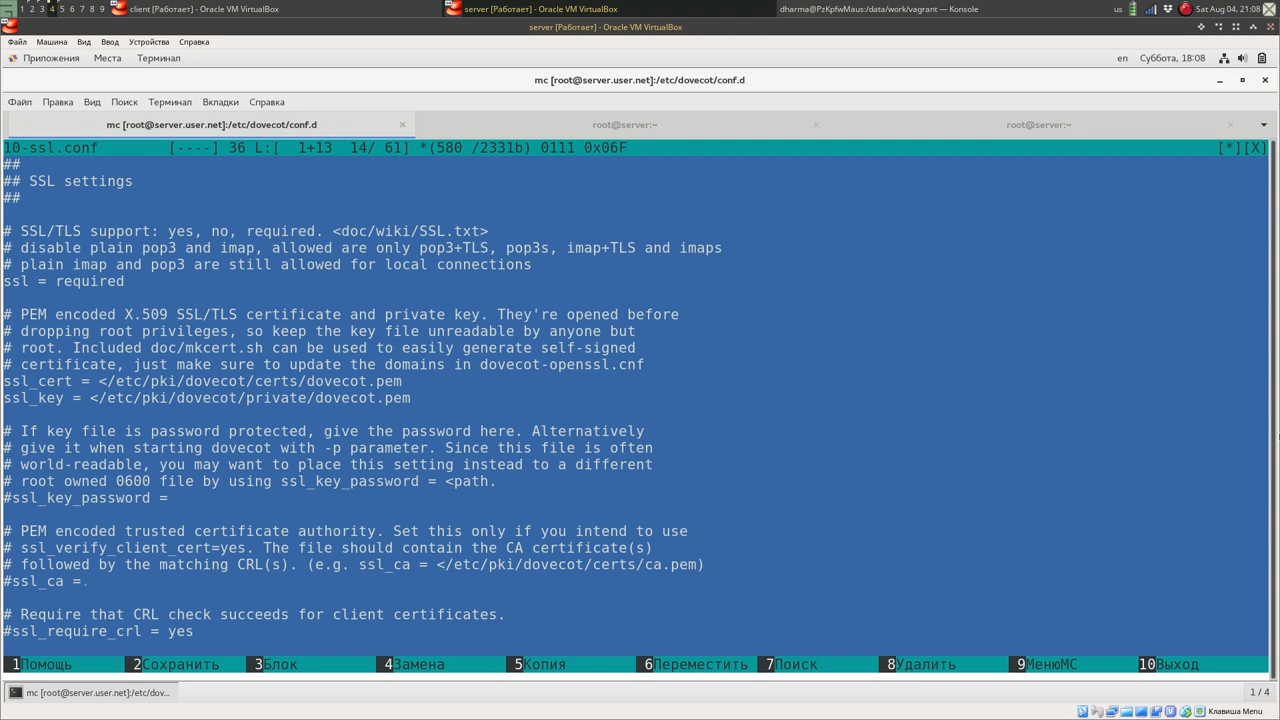 1 2 3 4 5 6 7 8 9 client [Работает] - Oracle VM VirtualBox server [Работает] - Oracle VM VirtualBox dharma@PzKpfwMaus:/data/work/vagrant — Konsole us Sat Aug 04, 21:08
server [Работает] - Oracle VM VirtualBox
Файл Машина Вид Ввод Устройства Справка
Приложения Места Терминал en Суббота, 18:08
mc [root@server.user.net]:/etc/dovecot/conf.d
Файл Правка Вид Поиск Терминал Вкладки Справка
mc [root@server.user.net]:/etc/dovecot/conf.d × root@server:~ × root@server:~ ×
10-ssl.conf [----] 36 L:[ 1+13 14/ 61] *(580 /2331b) 0111 0x06F [*][X]
##
## SSL settings
##
# SSL/TLS support: yes, no, required. <doc/wiki/SSL.txt>
# disable plain pop3 and imap, allowed are only pop3+TLS, pop3s, imap+TLS and imaps
# plain imap and pop3 are still allowed for local connections
ssl = required
# PEM encoded X.509 SSL/TLS certificate and private key. They're opened before
# dropping root privileges, so keep the key file unreadable by anyone but
# root. Included doc/mkcert.sh can be used to easily generate self-signed
# certificate, just make sure to update the domains in dovecot-openssl.cnf
ssl_cert = </etc/pki/dovecot/certs/dovecot.pem
ssl_key = </etc/pki/dovecot/private/dovecot.pem
# If key file is password protected, give the password here. Alternatively
# give it when starting dovecot with -p parameter. Since this file is often
# world-readable, you may want to place this setting instead to a different
# root owned 0600 file by using ssl_key_password = <path.
#ssl_key_password =
# PEM encoded trusted certificate authority. Set this only if you intend to use
# ssl_verify_client_cert=yes. The file should contain the CA certificate(s)
# followed by the matching CRL(s). (e.g. ssl_ca = </etc/pki/dovecot/certs/ca.pem)
#ssl_ca =.
# Require that CRL check succeeds for client certificates.
#ssl_require_crl = yes
1Помощь 2Сохранить 3Блок 4Замена 5Копия 6Переместить 7Поиск 8Удалить 9МенюMC 10Выход
mc [root@server.user.net]:/etc/dov... 1 / 4
Клавиша Menu